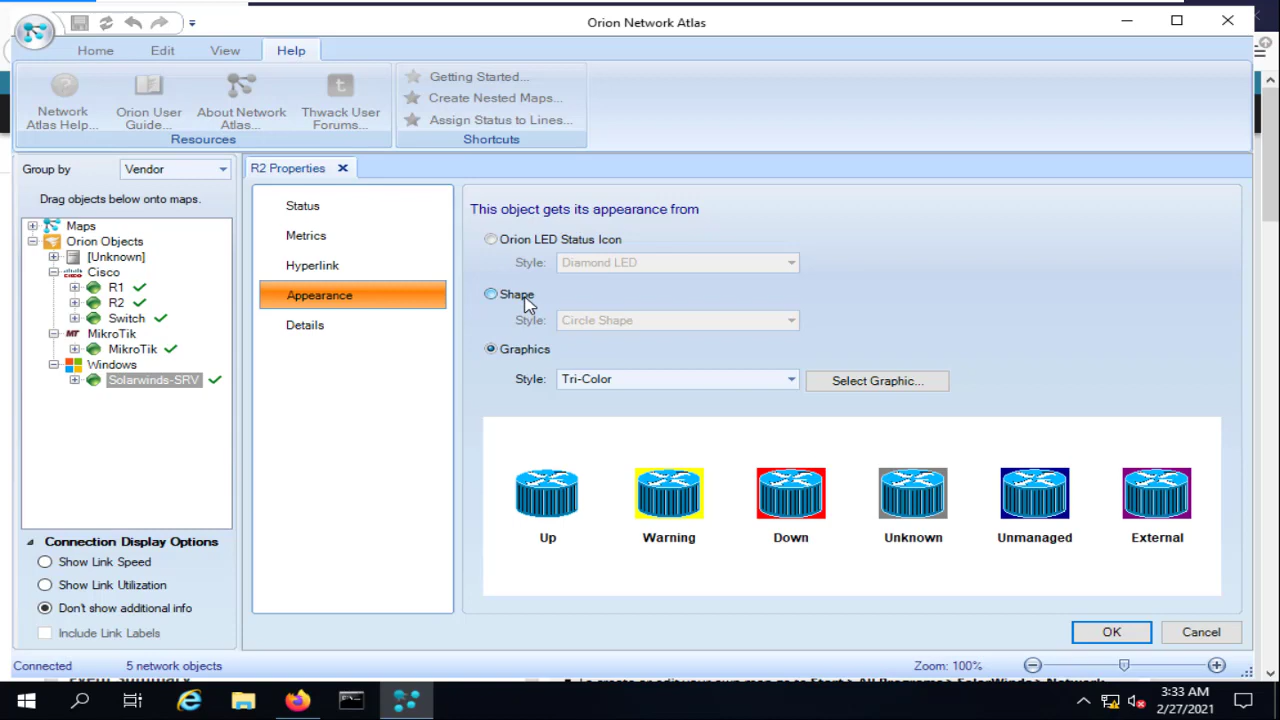 Orion Network Atlas
Home Edit View Help
Network Atlas Help...
Orion User Guide...
About Network Atlas...
Thwack User Forums...
Resources
Getting Started...
Create Nested Maps...
Assign Status to Lines...
Shortcuts
Group by Vendor
Drag objects below onto maps.
Maps
Orion Objects
[Unknown]
CISCO Cisco
R1
R2
Switch
MT MikroTik
MikroTik
Windows
Solarwinds-SRV
Connection Display Options
Show Link Speed
Show Link Utilization
Don't show additional info
Include Link Labels
R2 Properties
Status
Metrics
Hyperlink
Appearance
Details
This object gets its appearance from
Orion LED Status Icon
Style: Diamond LED
Shape
Style: Circle Shape
Graphics
Style: Tri-Color Select Graphic...
Up Warning Down Unknown Unmanaged External
OK Cancel
Connected 5 network objects Zoom: 100%
3:33 AM
2/27/2021